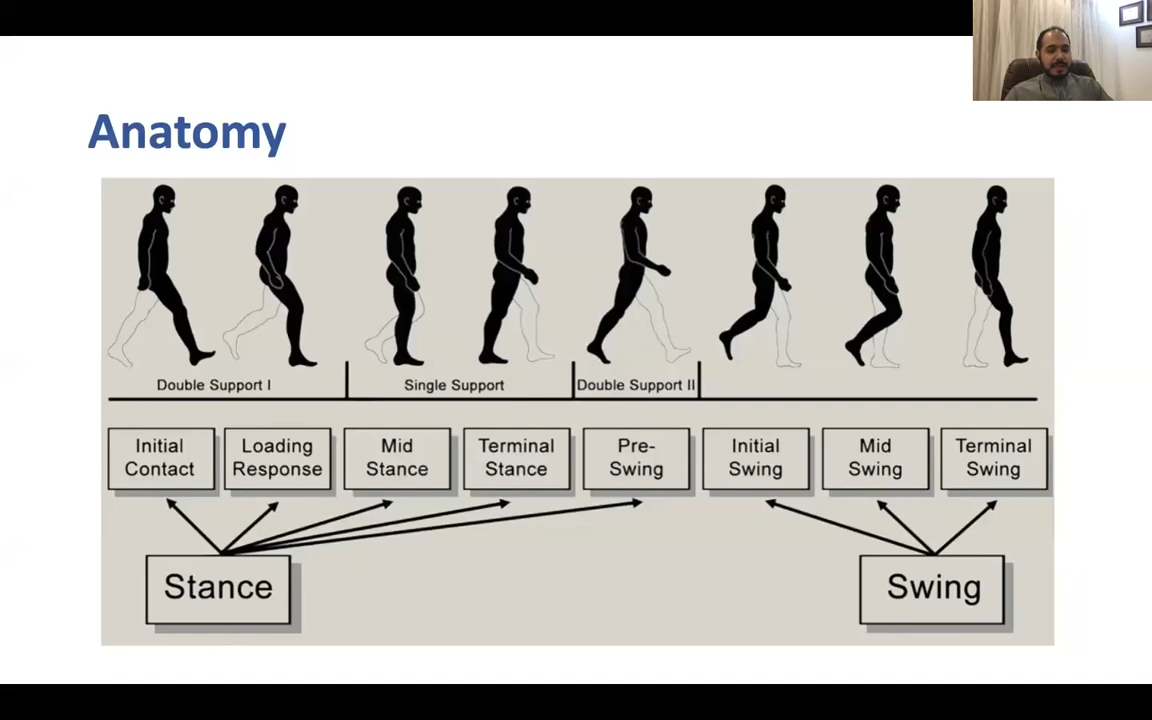 Anatomy
Double Support I
Single Support
Double Support II
Initial
Contact
Loading
Response
Mid
Stance
Terminal
Stance
Pre-
Swing
Initial
Swing
Mid
Swing
Terminal
Swing
Stance
Swing